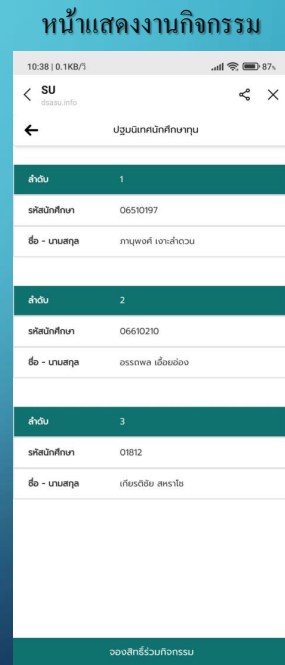 หน้าแสดงงานกิจกรรม
10:38 | 0.1KB/วิ 87%
SU
dsasu.info
ปฐมนิเทศนักศึกษาทุน
ลำดับ 1
รหัสนักศึกษา 06510197
ชื่อ - นามสกุล ภานุพงศ์ เงาะลำดวน
ลำดับ 2
รหัสนักศึกษา 06610210
ชื่อ - นามสกุล อรรถพล เอื้อยอ่อง
ลำดับ 3
รหัสนักศึกษา 01812
ชื่อ - นามสกุล เกียรติชัย สหราโช
จองสิทธิ์ร่วมกิจกรรม